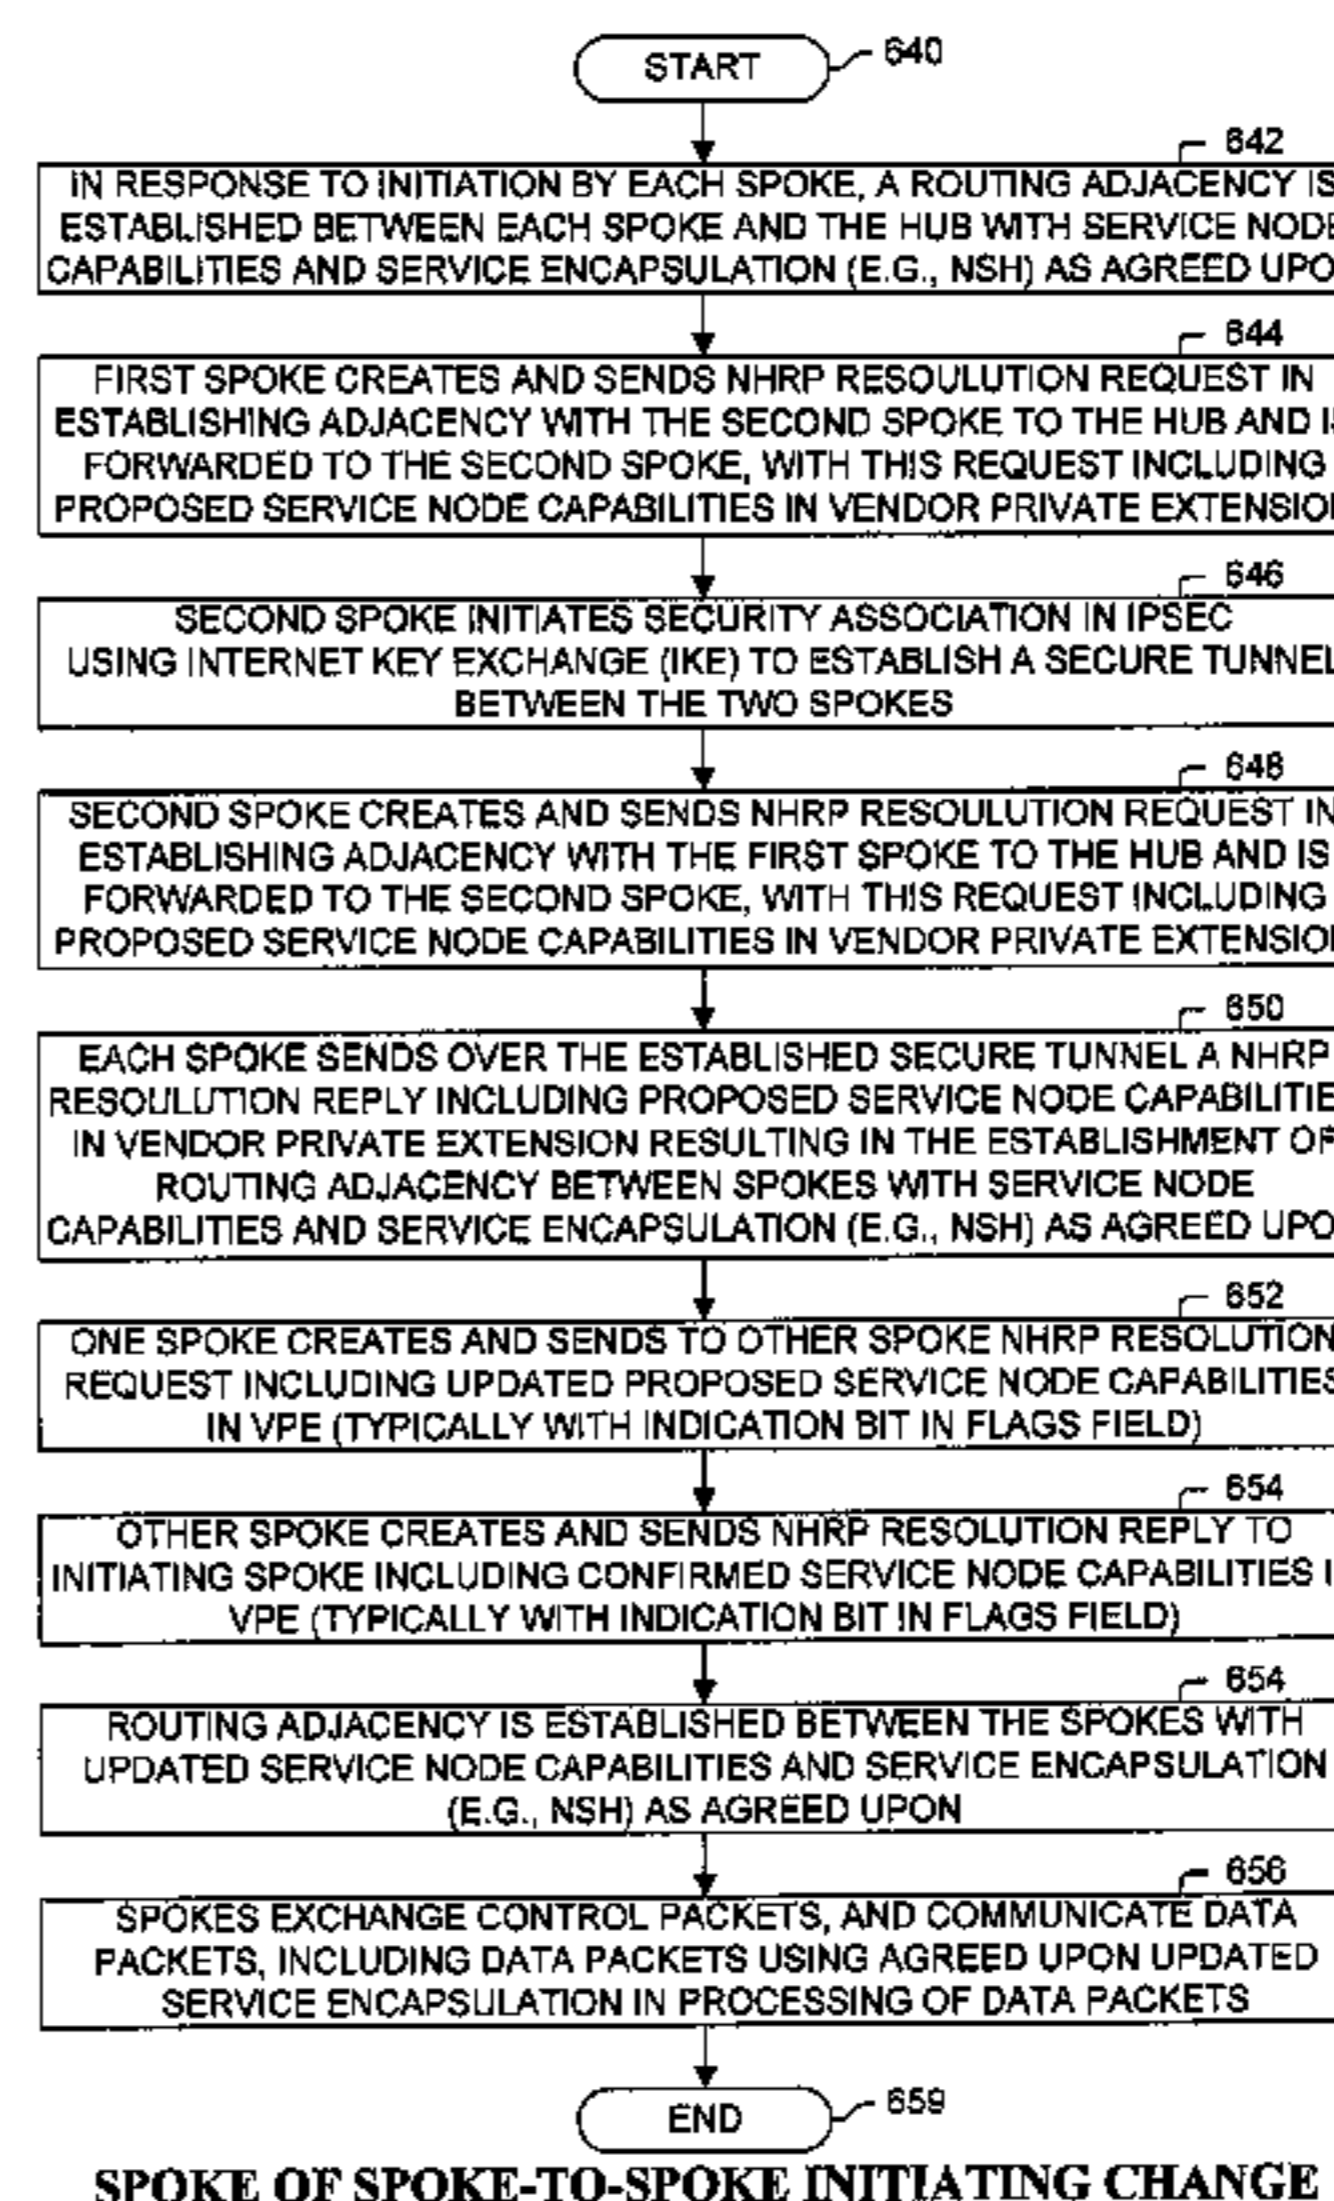 START
640
642
IN RESPONSE TO INITIATION BY EACH SPOKE, A ROUTING ADJACENCY IS
ESTABLISHED BETWEEN EACH SPOKE AND THE HUB WITH SERVICE NODE
CAPABILITIES AND SERVICE ENCAPSULATION (E.G., NSH) AS AGREED UPO
644
FIRST SPOKE CREATES AND SENDS NHRP RESOULUTION REQUEST IN
ESTABLISHING ADJACENCY WITH THE SECOND SPOKE TO THE HUB AND IS
FORWARDED TO THE SECOND SPOKE, WITH THIS REQUEST INCLUDING
PROPOSED SERVICE NODE CAPABILITIES IN VENDOR PRIVATE EXTENSION
646
SECOND SPOKE INITIATES SECURITY ASSOCIATION IN IPSEC
USING INTERNET KEY EXCHANGE (IKE) TO ESTABLISH A SECURE TUNNEL
BETWEEN THE TWO SPOKES
648
SECOND SPOKE CREATES AND SENDS NHRP RESOULUTION REQUEST IN
ESTABLISHING ADJACENCY WITH THE FIRST SPOKE TO THE HUB AND IS
FORWARDED TO THE SECOND SPOKE, WITH THIS REQUEST INCLUDING
PROPOSED SERVICE NODE CAPABILITIES IN VENDOR PRIVATE EXTENSION
650
EACH SPOKE SENDS OVER THE ESTABLISHED SECURE TUNNEL A NHRP
RESOULUTION REPLY INCLUDING PROPOSED SERVICE NODE CAPABILITIE
IN VENDOR PRIVATE EXTENSION RESULTING IN THE ESTABLISHMENT OF
ROUTING ADJACENCY BETWEEN SPOKES WITH SERVICE NODE
CAPABILITIES AND SERVICE ENCAPSULATION (E.G., NSH) AS AGREED UPO
652
ONE SPOKE CREATES AND SENDS TO OTHER SPOKE NHRP RESOLUTION
REQUEST INCLUDING UPDATED PROPOSED SERVICE NODE CAPABILITIES
IN VPE (TYPICALLY WITH INDICATION BIT IN FLAGS FIELD)
654
OTHER SPOKE CREATES AND SENDS NHRP RESOLUTION REPLY TO
INITIATING SPOKE INCLUDING CONFIRMED SERVICE NODE CAPABILITIES I
VPE (TYPICALLY WITH INDICATION BIT IN FLAGS FIELD)
654
ROUTING ADJACENCY IS ESTABLISHED BETWEEN THE SPOKES WITH
UPDATED SERVICE NODE CAPABILITIES AND SERVICE ENCAPSULATION
(E.G., NSH) AS AGREED UPON
656
SPOKES EXCHANGE CONTROL PACKETS, AND COMMUNICATE DATA
PACKETS, INCLUDING DATA PACKETS USING AGREED UPON UPDATED
SERVICE ENCAPSULATION IN PROCESSING OF DATA PACKETS
END
659
SPOKE OF SPOKE-TO-SPOKE INITIATING CHANGE